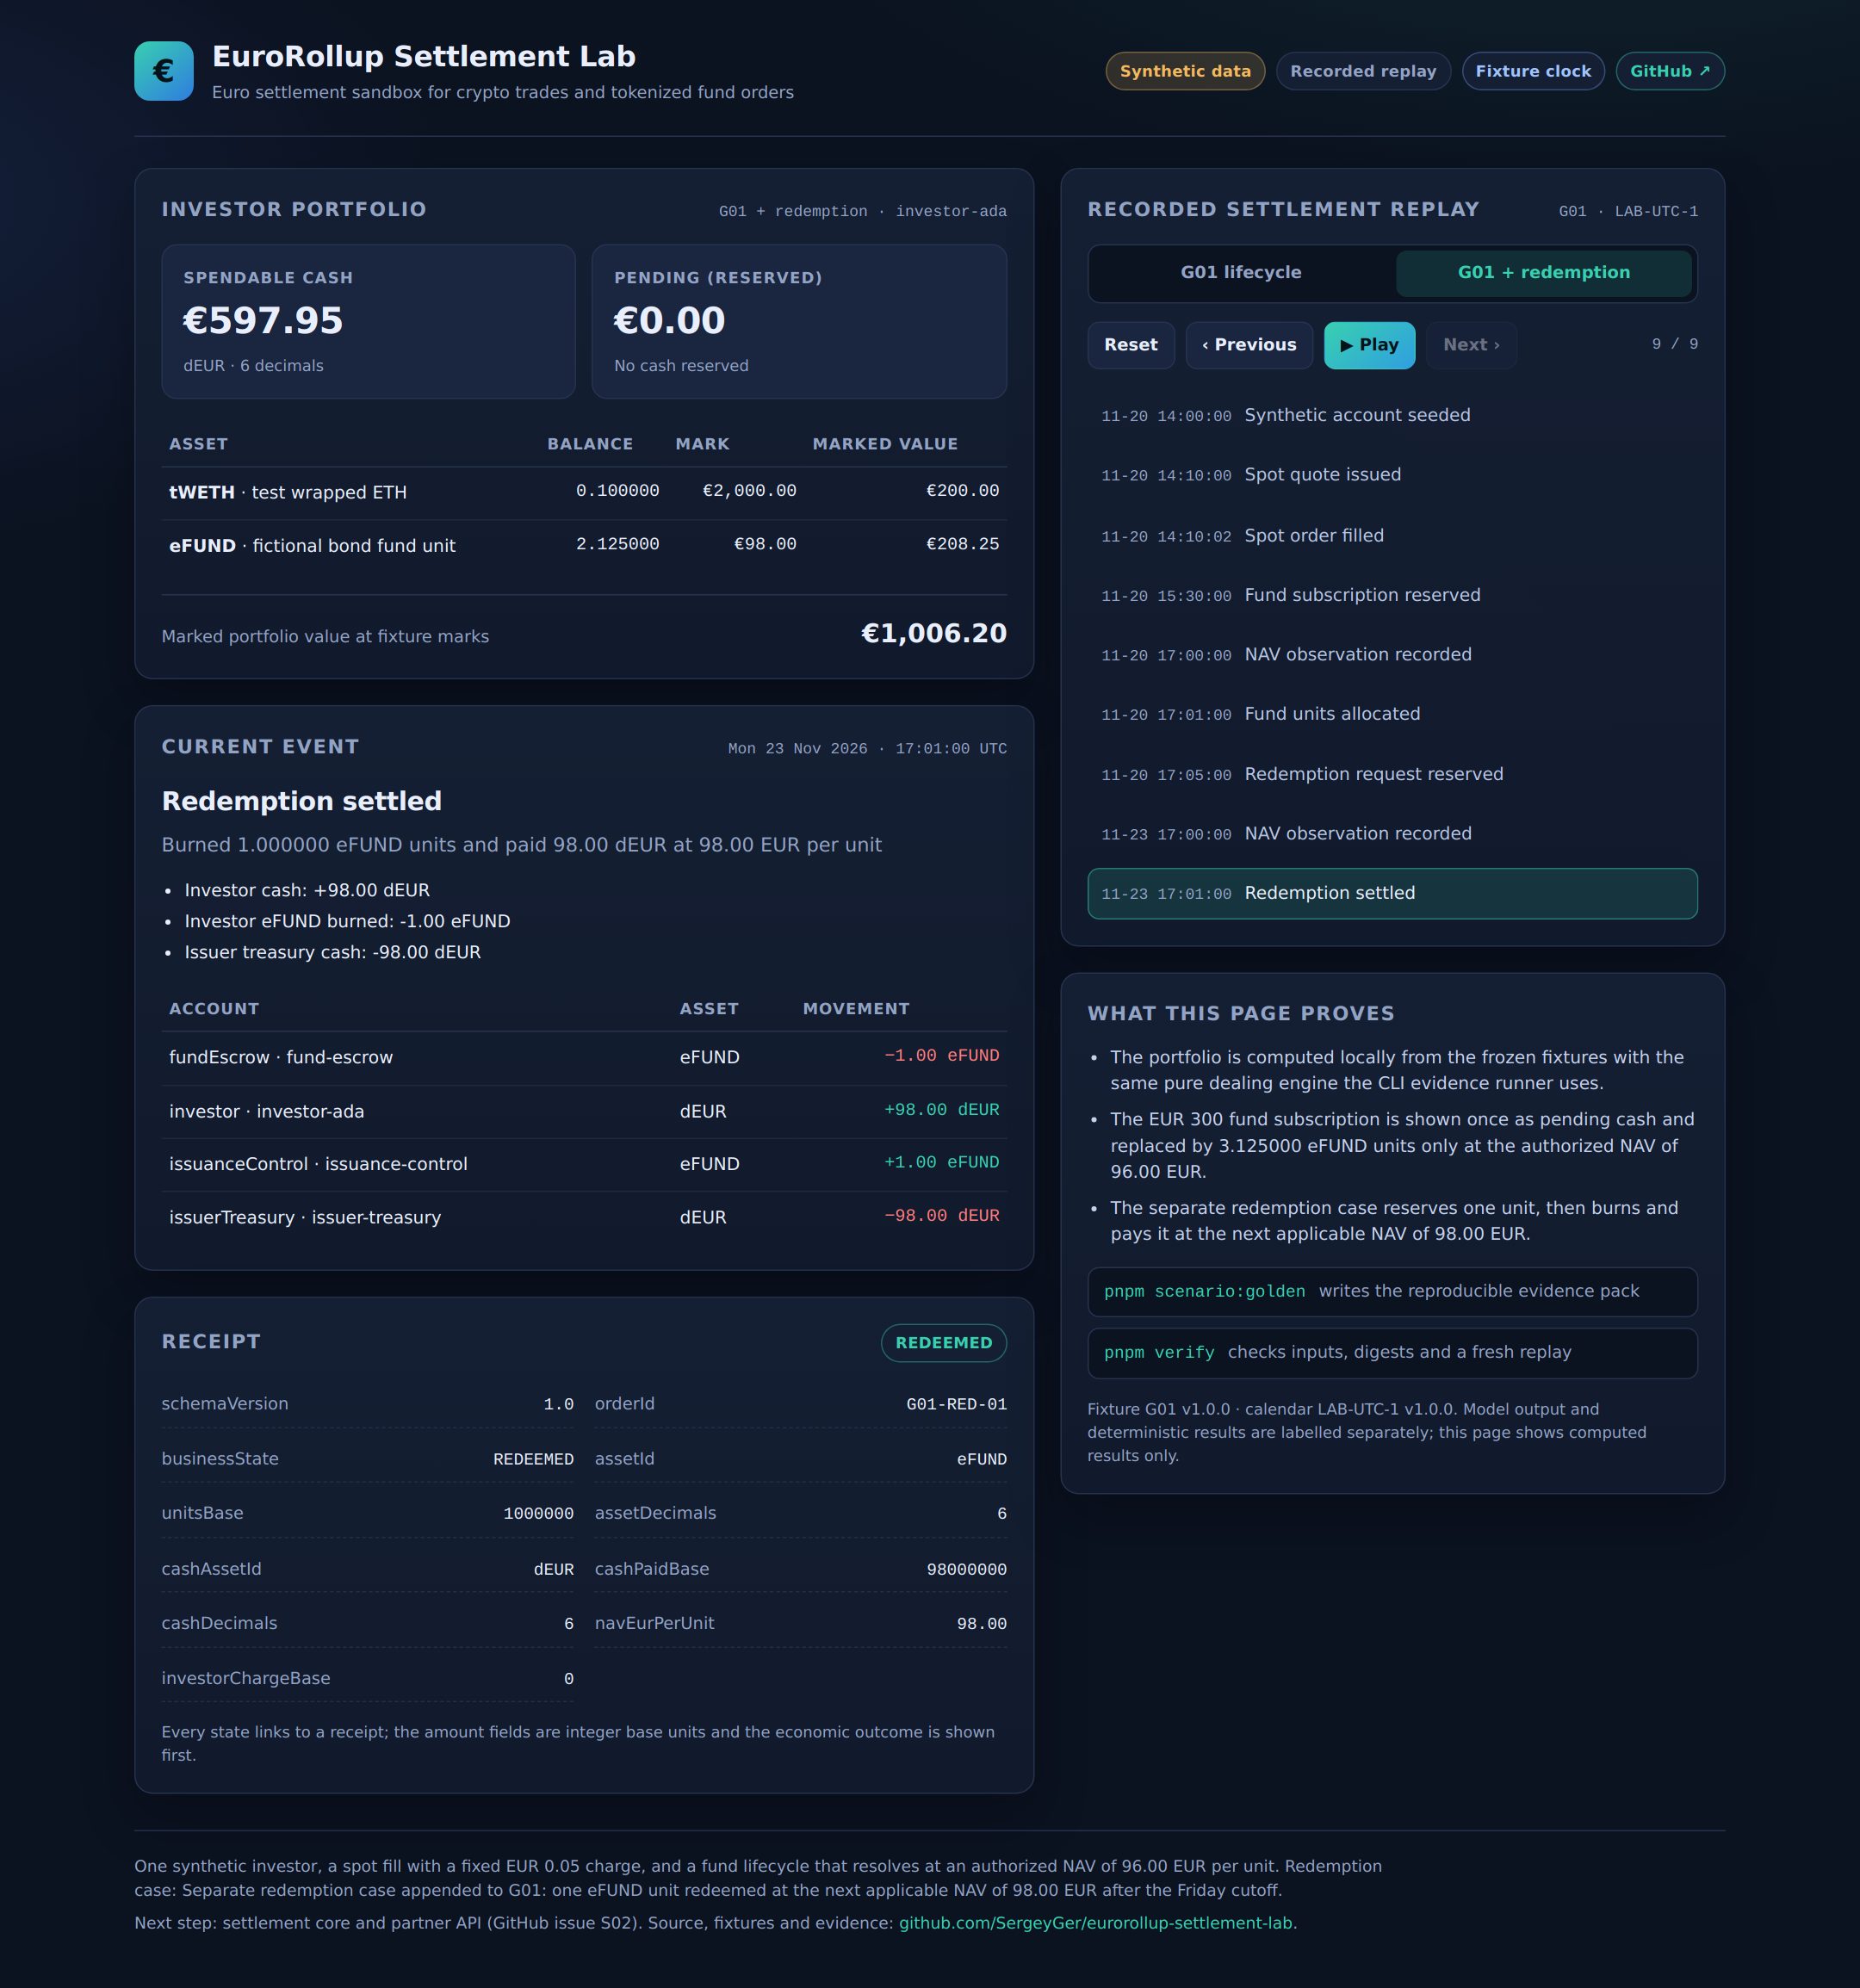 €
EuroRollup Settlement Lab
Euro settlement sandbox for crypto trades and tokenized fund orders
Synthetic data
Recorded replay
Fixture clock
GitHub ↗
INVESTOR PORTFOLIO
G01 + redemption · investor-ada
SPENDABLE CASH
€597.95
dEUR · 6 decimals
PENDING (RESERVED)
€0.00
No cash reserved
ASSET BALANCE MARK MARKED VALUE
tWETH · test wrapped ETH 0.100000 €2,000.00 €200.00
eFUND · fictional bond fund unit 2.125000 €98.00 €208.25
Marked portfolio value at fixture marks €1,006.20
CURRENT EVENT
Mon 23 Nov 2026 · 17:01:00 UTC
Redemption settled
Burned 1.000000 eFUND units and paid 98.00 dEUR at 98.00 EUR per unit
• Investor cash: +98.00 dEUR
• Investor eFUND burned: -1.00 eFUND
• Issuer treasury cash: -98.00 dEUR
ACCOUNT ASSET MOVEMENT
fundEscrow · fund-escrow eFUND −1.00 eFUND
investor · investor-ada dEUR +98.00 dEUR
issuanceControl · issuance-control eFUND +1.00 eFUND
issuerTreasury · issuer-treasury dEUR −98.00 dEUR
RECEIPT
REDEEMED
schemaVersion 1.0 orderId G01-RED-01
businessState REDEEMED assetId eFUND
unitsBase 1000000 assetDecimals 6
cashAssetId dEUR cashPaidBase 98000000
cashDecimals 6 navEurPerUnit 98.00
investorChargeBase 0
Every state links to a receipt; the amount fields are integer base units and the economic outcome is shown
first.
RECORDED SETTLEMENT REPLAY
G01 · LAB-UTC-1
G01 lifecycle
G01 + redemption
Reset
‹ Previous
▶ Play
Next ›
9 / 9
11-20 14:00:00 Synthetic account seeded
11-20 14:10:00 Spot quote issued
11-20 14:10:02 Spot order filled
11-20 15:30:00 Fund subscription reserved
11-20 17:00:00 NAV observation recorded
11-20 17:01:00 Fund units allocated
11-20 17:05:00 Redemption request reserved
11-23 17:00:00 NAV observation recorded
11-23 17:01:00 Redemption settled
WHAT THIS PAGE PROVES
• The portfolio is computed locally from the frozen fixtures with the
same pure dealing engine the CLI evidence runner uses.
• The EUR 300 fund subscription is shown once as pending cash and
replaced by 3.125000 eFUND units only at the authorized NAV of
96.00 EUR.
• The separate redemption case reserves one unit, then burns and
pays it at the next applicable NAV of 98.00 EUR.
pnpm scenario:golden writes the reproducible evidence pack
pnpm verify checks inputs, digests and a fresh replay
Fixture G01 v1.0.0 · calendar LAB-UTC-1 v1.0.0. Model output and
deterministic results are labelled separately; this page shows computed
results only.
One synthetic investor, a spot fill with a fixed EUR 0.05 charge, and a fund lifecycle that resolves at an authorized NAV of 96.00 EUR per unit. Redemption
case: Separate redemption case appended to G01: one eFUND unit redeemed at the next applicable NAV of 98.00 EUR after the Friday cutoff.
Next step: settlement core and partner API (GitHub issue S02). Source, fixtures and evidence: github.com/SergeyGer/eurorollup-settlement-lab.